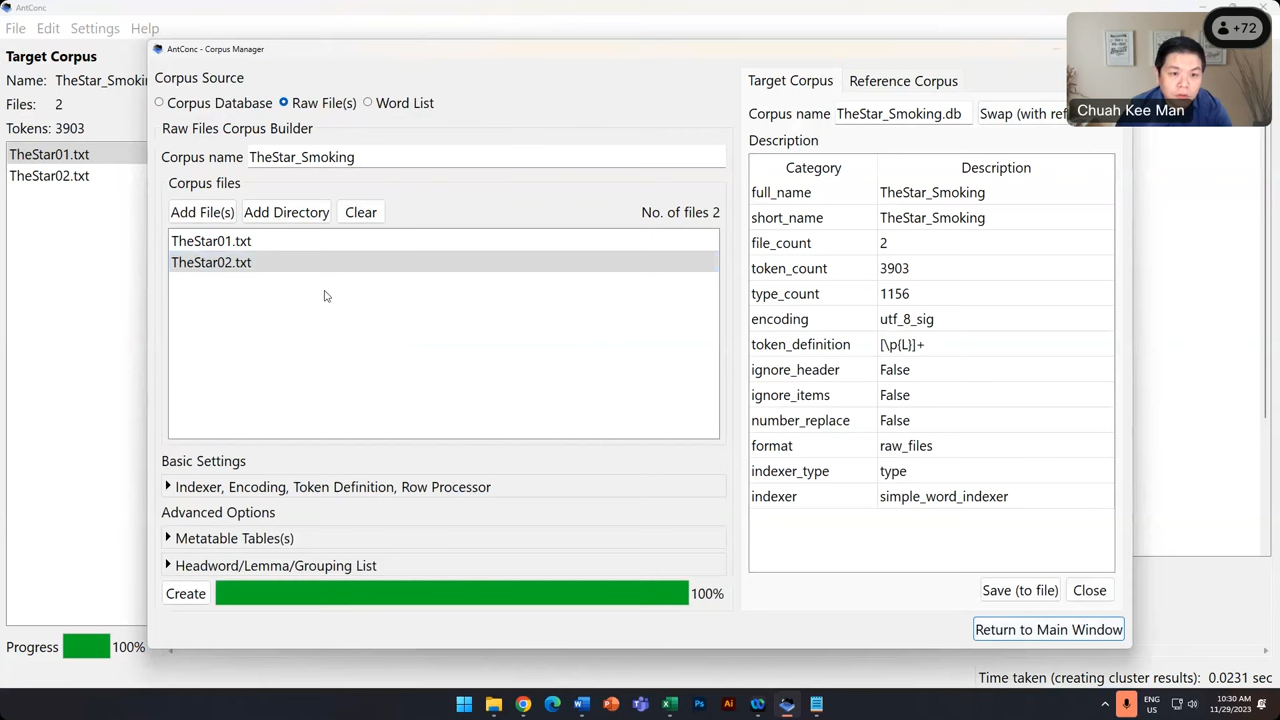 AntConc
File Edit Settings Help
Target Corpus
Name: TheStar_Smokin
Files: 2
Tokens: 3903
TheStar01.txt
TheStar02.txt
Progress 100%
AntConc - Corpus Manager
Corpus Source
Corpus Database Raw File(s) Word List
Raw Files Corpus Builder
Corpus name TheStar_Smoking
Corpus files
Add File(s) Add Directory Clear No. of files 2
TheStar01.txt
TheStar02.txt
Basic Settings
Indexer, Encoding, Token Definition, Row Processor
Advanced Options
Metatable Tables(s)
Headword/Lemma/Grouping List
Create 100%
Target Corpus Reference Corpus
Corpus name TheStar_Smoking.db Swap (with ref
Description
Category Description
full_name TheStar_Smoking
short_name TheStar_Smoking
file_count 2
token_count 3903
type_count 1156
encoding utf_8_sig
token_definition [\p{L}]+
ignore_header False
ignore_items False
number_replace False
format raw_files
indexer_type type
indexer simple_word_indexer
Save (to file) Close
Return to Main Window
+72
Chuah Kee Man
Time taken (creating cluster results): 0.0231 sec
ENG
US
10:30 AM
11/29/2023